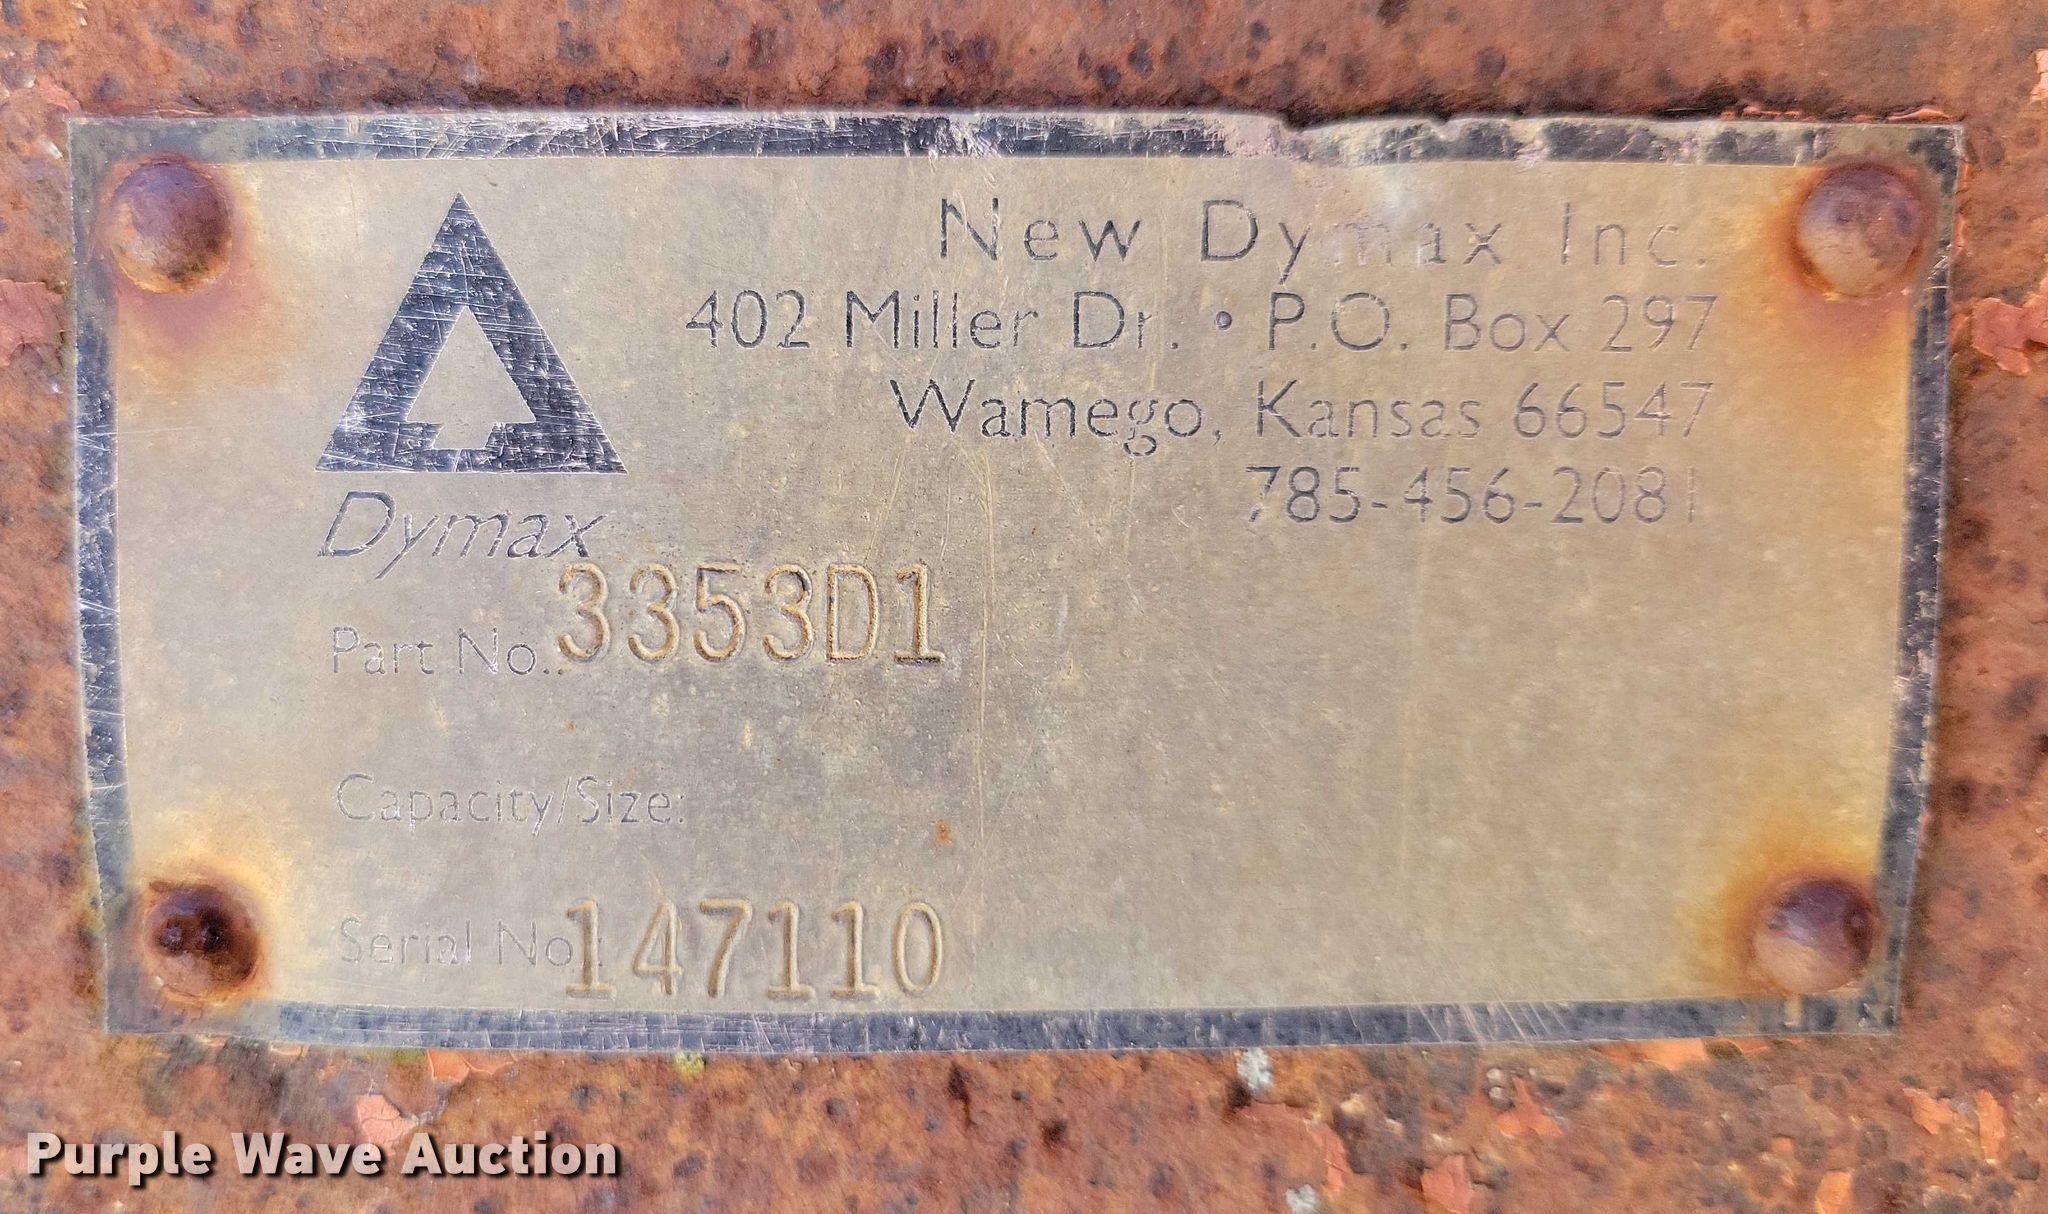 New Dymax Inc.
402 Miller Dr. • P.O. Box 297
Wamego, Kansas 66547
785-456-2081
Dymax
Part No.: 3353D1
Capacity/Size:
Serial No.: 147110
Purple Wave Auction